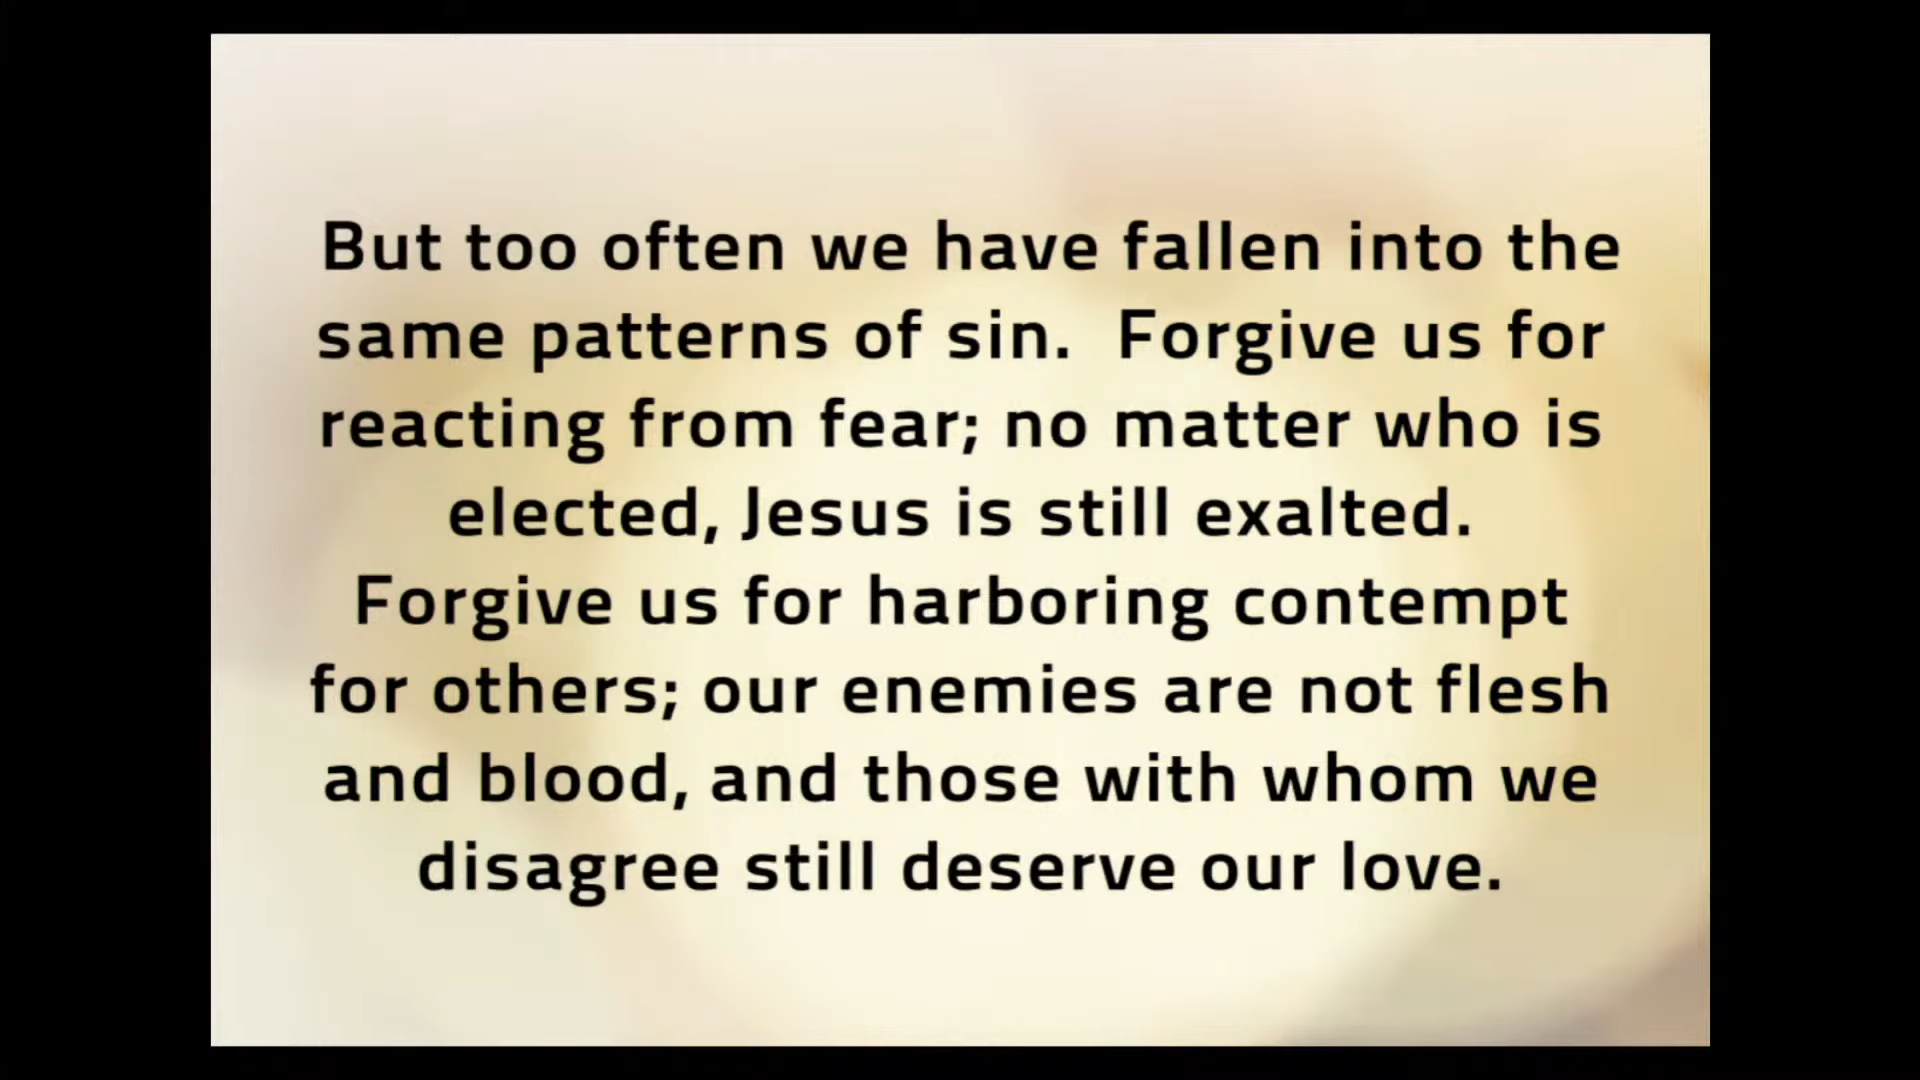 But too often we have fallen into the
same patterns of sin.  Forgive us for
reacting from fear; no matter who is
elected, Jesus is still exalted.
Forgive us for harboring contempt
for others; our enemies are not flesh
and blood, and those with whom we
disagree still deserve our love.